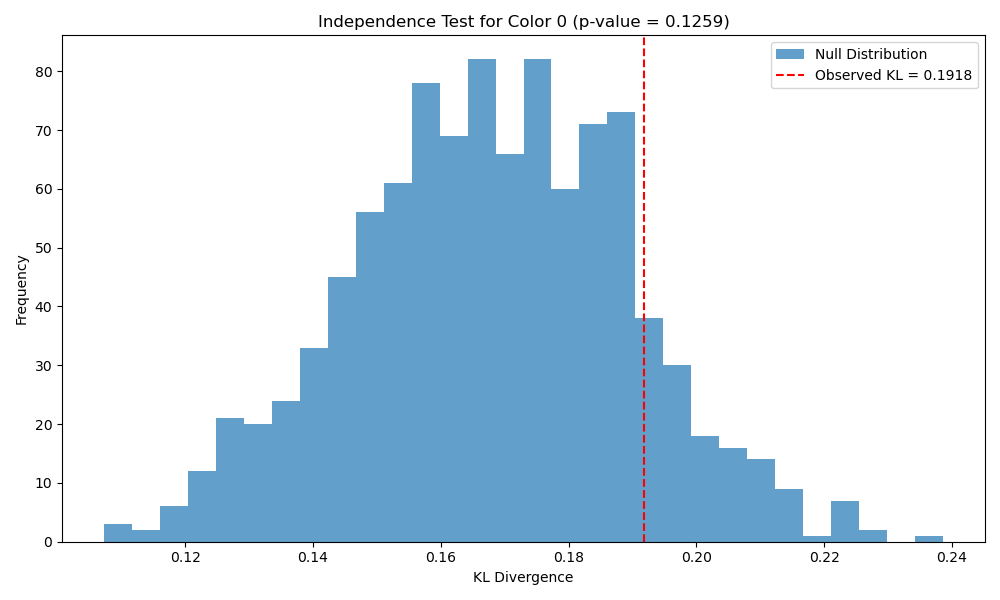 Independence Test for Color 0 (p-value = 0.1259)
Null Distribution
Observed KL = 0.1918
Frequency
80
70
60
50
40
30
20
10
0
0.12 0.14 0.16 0.18 0.20 0.22 0.24
KL Divergence